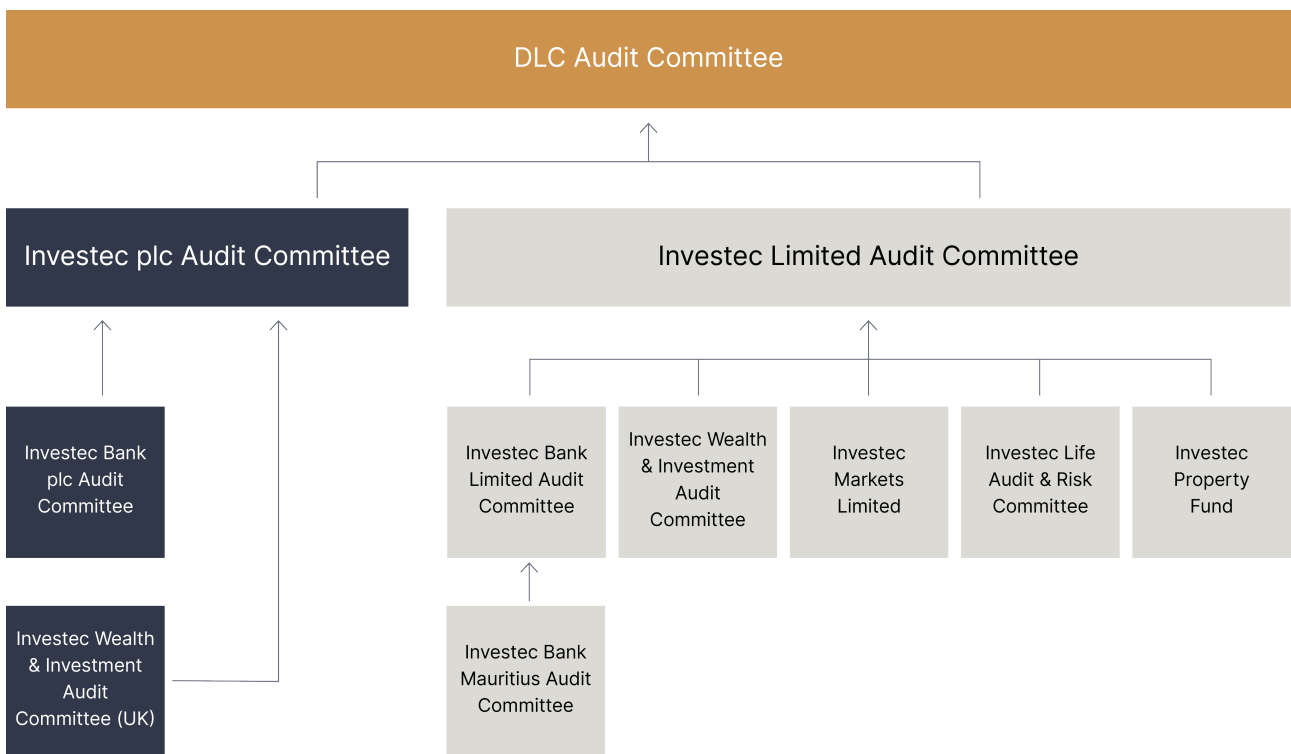 DLC Audit Committee
Investec plc Audit Committee
Investec Limited Audit Committee
Investec Bank
plc Audit
Committee
Investec Bank
Limited Audit
Committee
Investec Wealth
& Investment
Audit
Committee
Investec
Markets
Limited
Investec Life
Audit & Risk
Committee
Investec
Property
Fund
Investec Wealth
& Investment
Audit
Committee (UK)
Investec Bank
Mauritius Audit
Committee